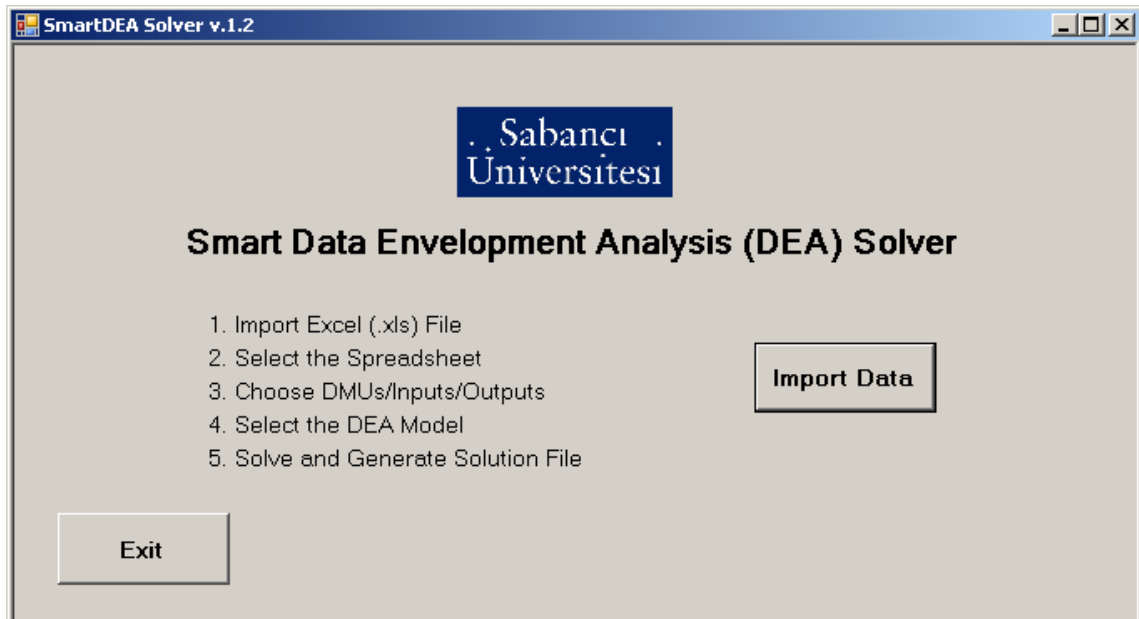 SmartDEA Solver v.1.2
Sabancı
Üniversitesi
Smart Data Envelopment Analysis (DEA) Solver
1. Import Excel (.xls) File
2. Select the Spreadsheet
3. Choose DMUs/Inputs/Outputs
4. Select the DEA Model
5. Solve and Generate Solution File
Import Data
Exit